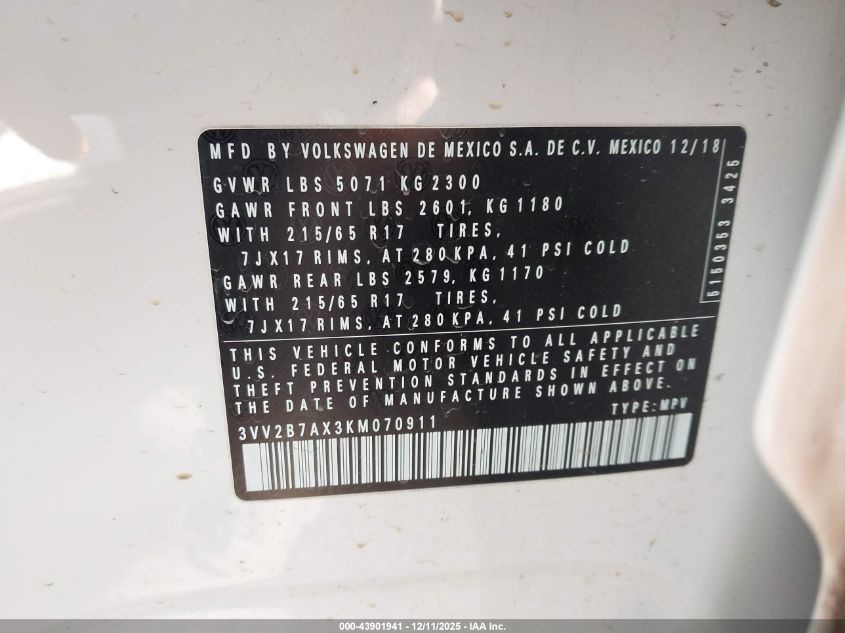 MFD BY VOLKSWAGEN DE MEXICO S.A. DE C.V. MEXICO 12/18
GVWR LBS 5071 KG 2300
GAWR FRONT LBS 2601, KG 1180
WITH 215/65 R17 TIRES,
7JX17 RIMS, AT 280 KPA, 41 PSI COLD
GAWR REAR LBS 2579, KG 1170
WITH 215/65 R17 TIRES,
7JX17 RIMS, AT 280 KPA, 41 PSI COLD
5150353 3425
THIS VEHICLE CONFORMS TO ALL APPLICABLE
U.S. FEDERAL MOTOR VEHICLE SAFETY AND
THEFT PREVENTION STANDARDS IN EFFECT ON
THE DATE OF MANUFACTURE SHOWN ABOVE.
3VV2B7AX3KM070911 TYPE: MPV
000-43901941 - 12/11/2025 - IAA Inc.